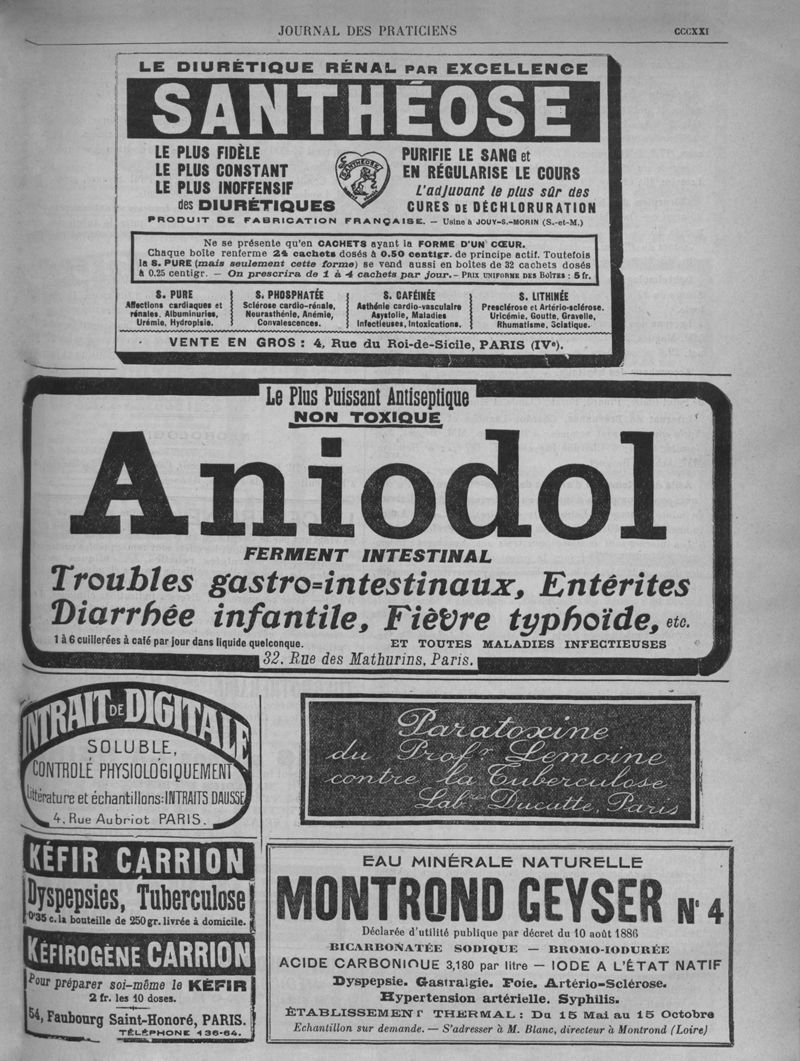 JOURNAL DES PRATICIENS
CCCXXI
LE DIURÉTIQUE RÉNAL PAR EXCELLENCE
SANTHÉOSE
LE PLUS FIDÈLE
LE PLUS CONSTANT
LE PLUS INOFFENSIF
des DIURÉTIQUES
SANTHEOSE
PURIFIE LE SANG et
EN RÉGULARISE LE COURS
L'adjuvant le plus sûr des
CURES DE DÉCHLORURATION
PRODUIT DE FABRICATION FRANÇAISE. — Usine à JOUY-S.-MORIN (S.-et-M.)
Ne se présente qu'en CACHETS ayant la FORME D'UN CŒUR.
Chaque boîte renferme 24 cachets dosés à 0.50 centigr. de principe actif. Toutefois
la S. PURE (mais seulement cette forme) se vend aussi en boîtes de 32 cachets dosés
à 0.25 centigr. — On prescrira de 1 à 4 cachets par jour. — PRIX UNIFORME DES BOÎTES : 5 fr.
S. PURE
Affections cardiaques et
rénales, Albuminuries,
Urémie, Hydropisie.
S. PHOSPHATÉE
Sclérose cardio-rénale,
Neurasthénie, Anémie,
Convalescences.
S. CAFÉINÉE
Asthénie cardio-vasculaire
Asystolie, Maladies
Infectieuses, Intoxications.
S. LITHINÉE
Presclérose et Artério-sclérose.
Uricémie, Goutte, Gravelle,
Rhumatisme, Sciatique.
VENTE EN GROS : 4, Rue du Roi-de-Sicile, PARIS (IVe).
Le Plus Puissant Antiseptique
NON TOXIQUE
Aniodol
FERMENT INTESTINAL
Troubles gastro=intestinaux, Entérites
Diarrhée infantile, Fièvre typhoïde, etc.
1 à 6 cuillerées à café par jour dans liquide quelconque.
ET TOUTES MALADIES INFECTIEUSES
32, Rue des Mathurins, Paris.
INTRAIT DE DIGITALE
SOLUBLE,
CONTROLÉ PHYSIOLOGIQUEMENT
Littérature et échantillons: INTRAITS DAUSSE
4, Rue Aubriot PARIS.
Paratoxine
du Profr Lemoine
contre la Tuberculose
Labre Ducatte, Paris
KÉFIR CARRION
Dyspepsies, Tuberculose
0'35 c. la bouteille de 250 gr. livrée à domicile.
KÉFIROGÈNE CARRION
Pour préparer soi-même le KÉFIR
2 fr. les 10 doses.
54, Faubourg Saint-Honoré, PARIS.
TÉLÉPHONE 136-64.
EAU MINÉRALE NATURELLE
MONTROND GEYSER N° 4
Déclarée d'utilité publique par décret du 10 août 1886
BICARBONATÉE SODIQUE — BROMO-IODURÉE
ACIDE CARBONIQUE 3,180 par litre — IODE A L'ÉTAT NATIF
Dyspepsie. Gastralgie. Foie. Artério-Sclérose.
Hypertension artérielle. Syphilis.
ÉTABLISSEMENT THERMAL : Du 15 Mai au 15 Octobre
Echantillon sur demande. — S'adresser à M. Blanc, directeur à Montrond (Loire)